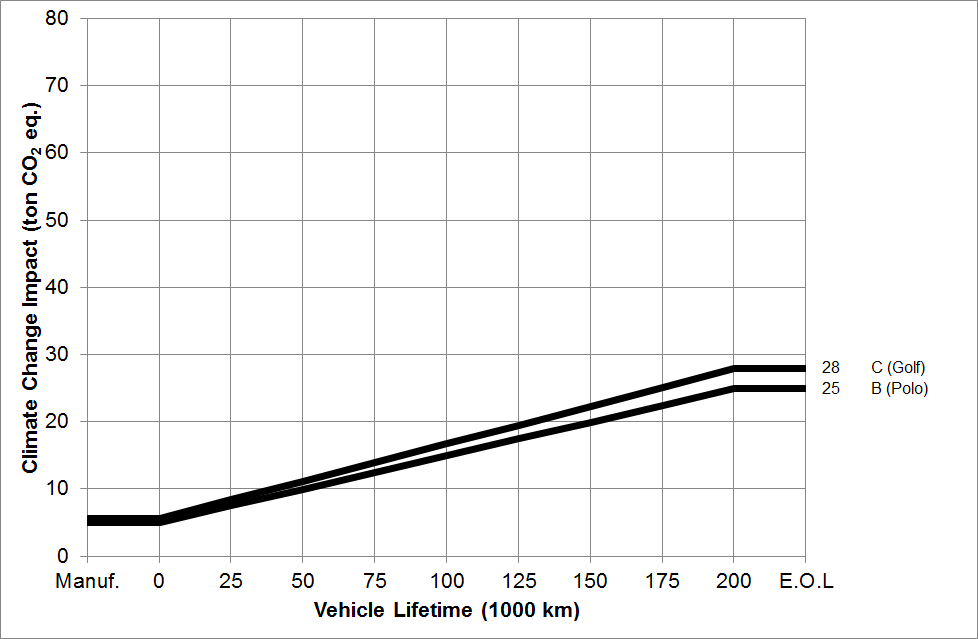 80
70
60
50
40
30
20
10
0
Climate Change Impact (ton CO₂ eq.)
28 C (Golf)
25 B (Polo)
Manuf. 0 25 50 75 100 125 150 175 200 E.O.L
Vehicle Lifetime (1000 km)